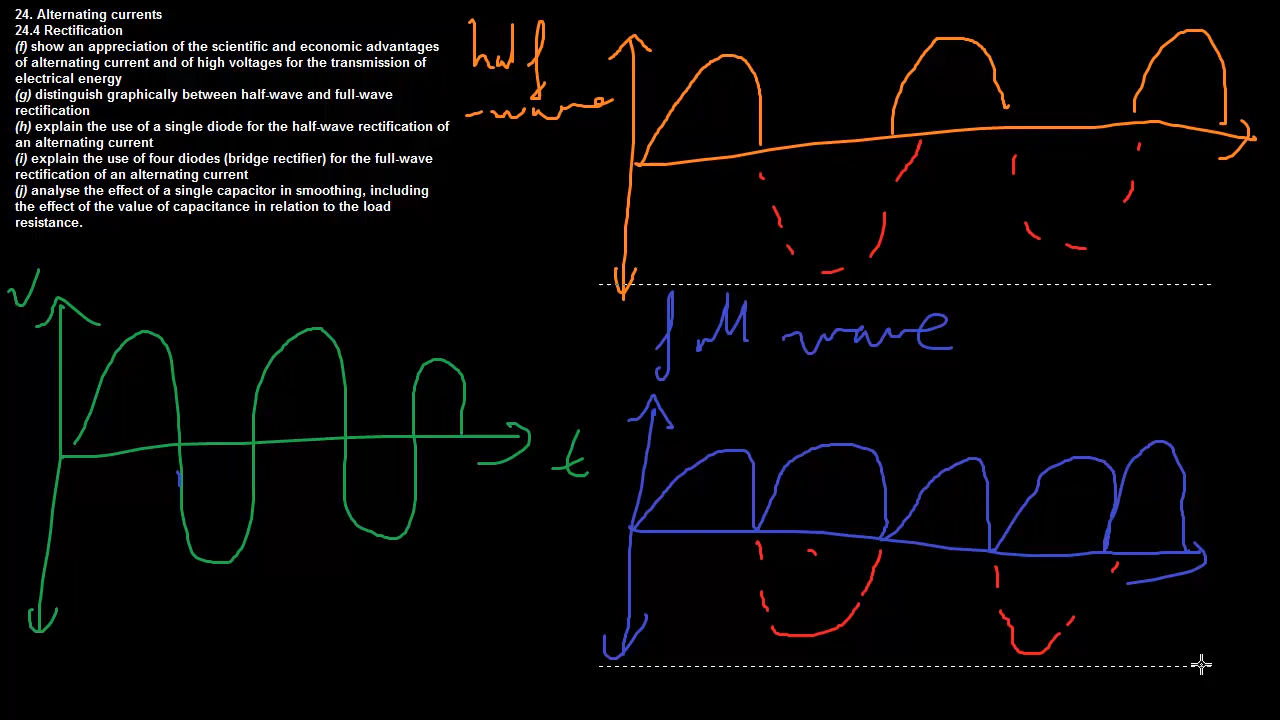 24. Alternating currents
24.4 Rectification
(f) show an appreciation of the scientific and economic advantages
of alternating current and of high voltages for the transmission of
electrical energy
(g) distinguish graphically between half-wave and full-wave
rectification
(h) explain the use of a single diode for the half-wave rectification of
an alternating current
(i) explain the use of four diodes (bridge rectifier) for the full-wave
rectification of an alternating current
(j) analyse the effect of a single capacitor in smoothing, including
the effect of the value of capacitance in relation to the load
resistance.
half
wave
full wave
V
t